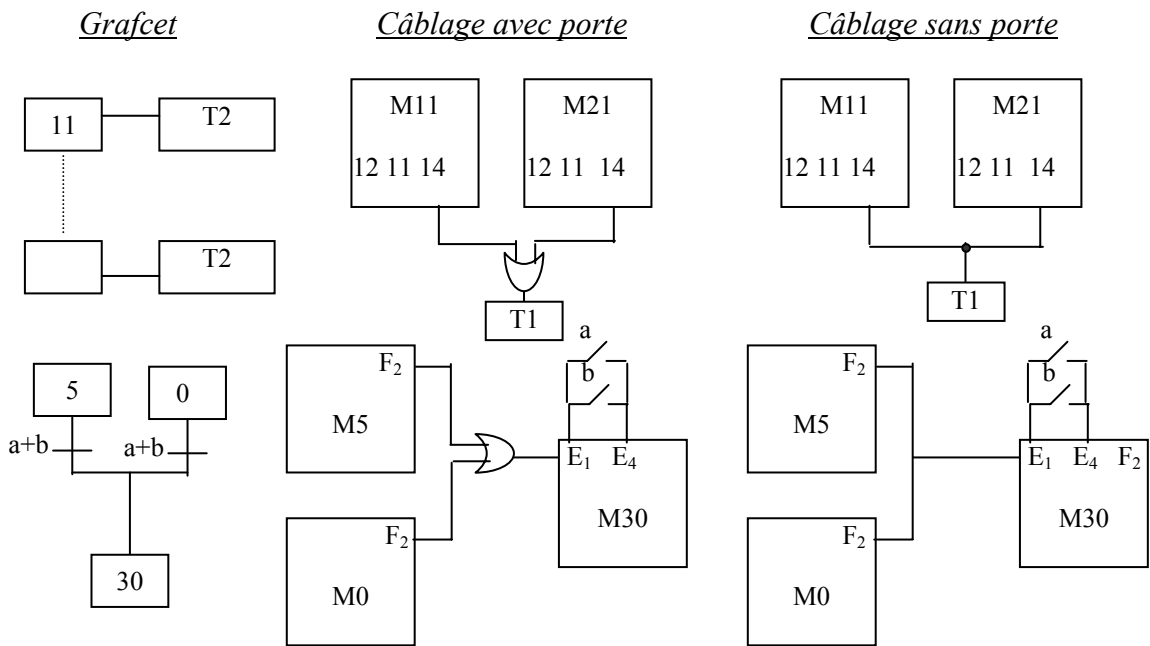 Grafcet
Câblage avec porte
Câblage sans porte
11
T2
T2
M11
12 11 14
M21
12 11 14
T1
M11
12 11 14
M21
12 11 14
T1
5
0
a+b
a+b
30
F₂
M5
F₂
M0
a
b
E₁ E₄
M30
F₂
M5
F₂
M0
a
b
E₁ E₄ F₂
M30